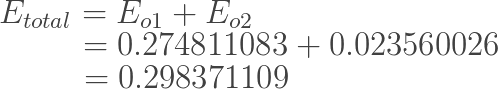 E_{total} = E_{o1} + E_{o2}
= 0.274811083 + 0.023560026
= 0.298371109